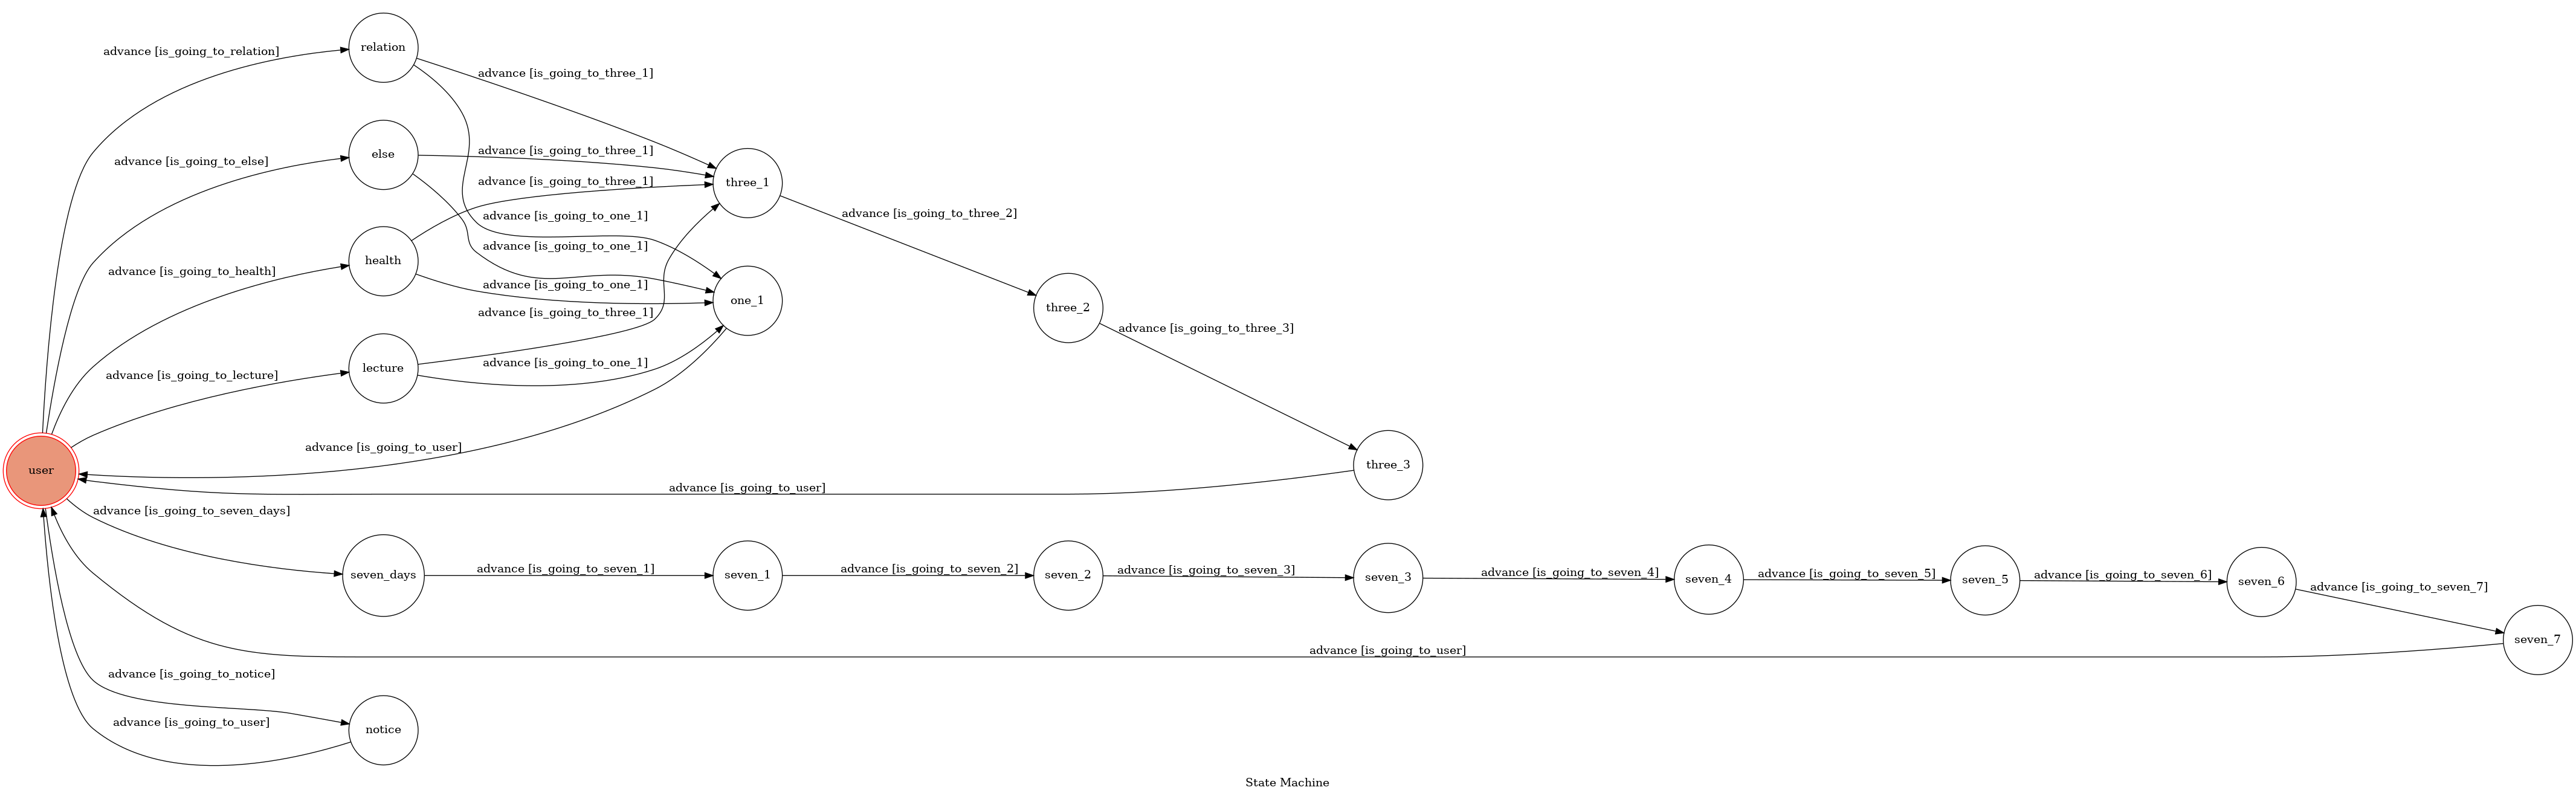 relation
advance [is_going_to_relation]
advance [is_going_to_three_1]
else
advance [is_going_to_three_1]
advance [is_going_to_else]
advance [is_going_to_three_1]
three_1
advance [is_going_to_three_2]
advance [is_going_to_one_1]
advance [is_going_to_one_1]
health
advance [is_going_to_health]
advance [is_going_to_one_1]
one_1
three_2
advance [is_going_to_three_1]
advance [is_going_to_three_3]
advance [is_going_to_one_1]
lecture
advance [is_going_to_lecture]
advance [is_going_to_user]
three_3
user
advance [is_going_to_user]
advance [is_going_to_seven_days]
seven_days
advance [is_going_to_seven_1]
seven_1
advance [is_going_to_seven_2]
seven_2
advance [is_going_to_seven_3]
seven_3
advance [is_going_to_seven_4]
seven_4
advance [is_going_to_seven_5]
seven_5
advance [is_going_to_seven_6]
seven_6
advance [is_going_to_seven_7]
seven_7
advance [is_going_to_user]
advance [is_going_to_notice]
advance [is_going_to_user]
notice
State Machine